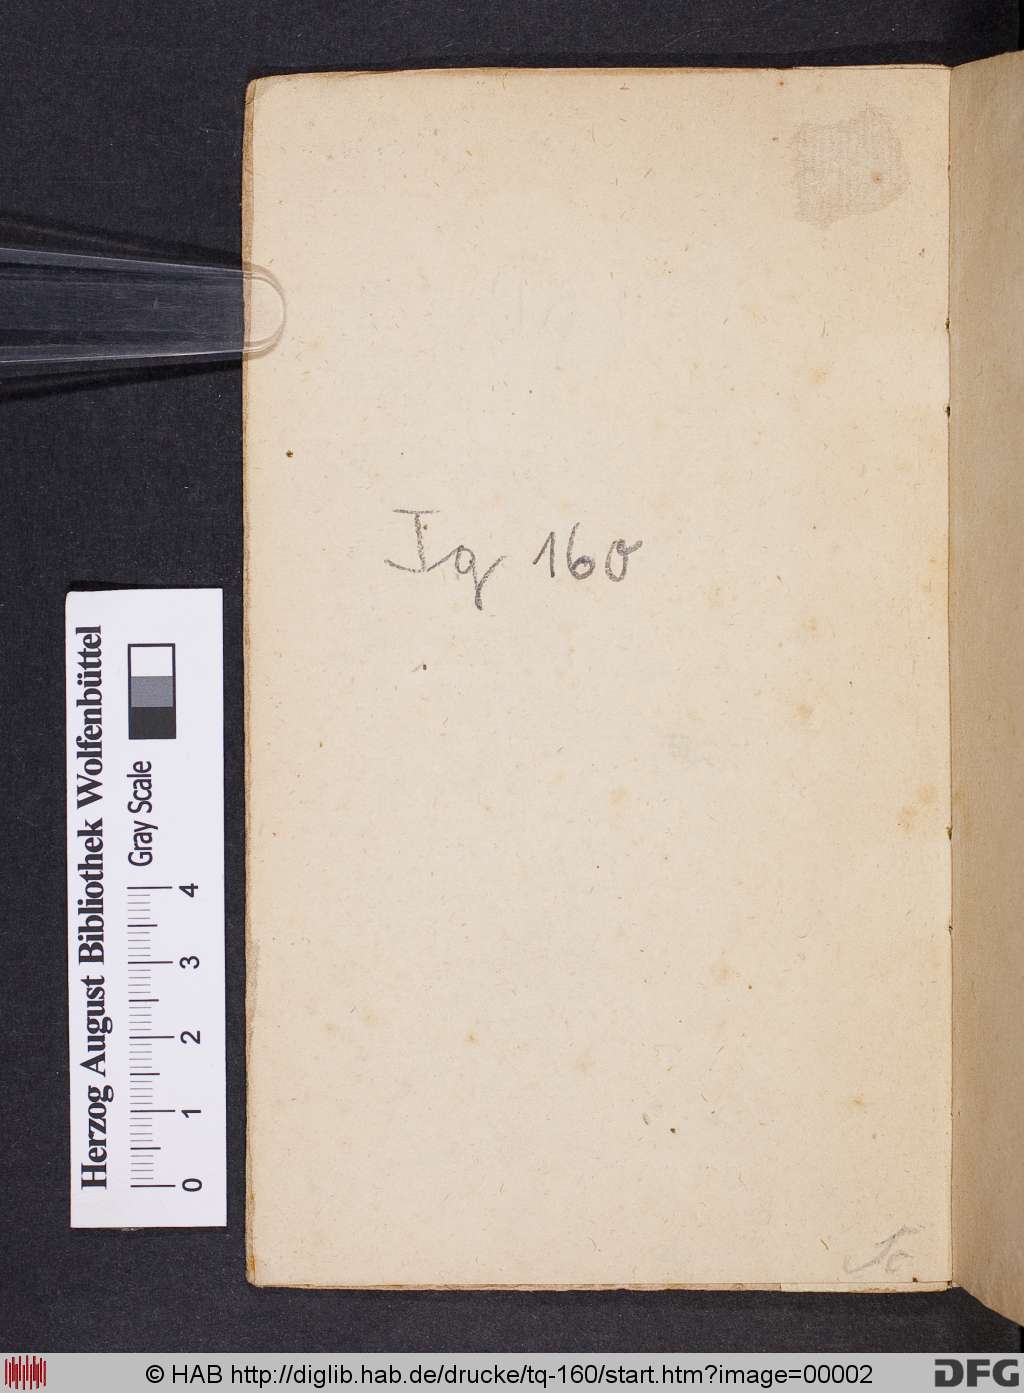 Tq 160
Herzog August Bibliothek Wolfenbüttel
Gray Scale
0 1 2 3 4
© HAB http://diglib.hab.de/drucke/tq-160/start.htm?image=00002
DFG